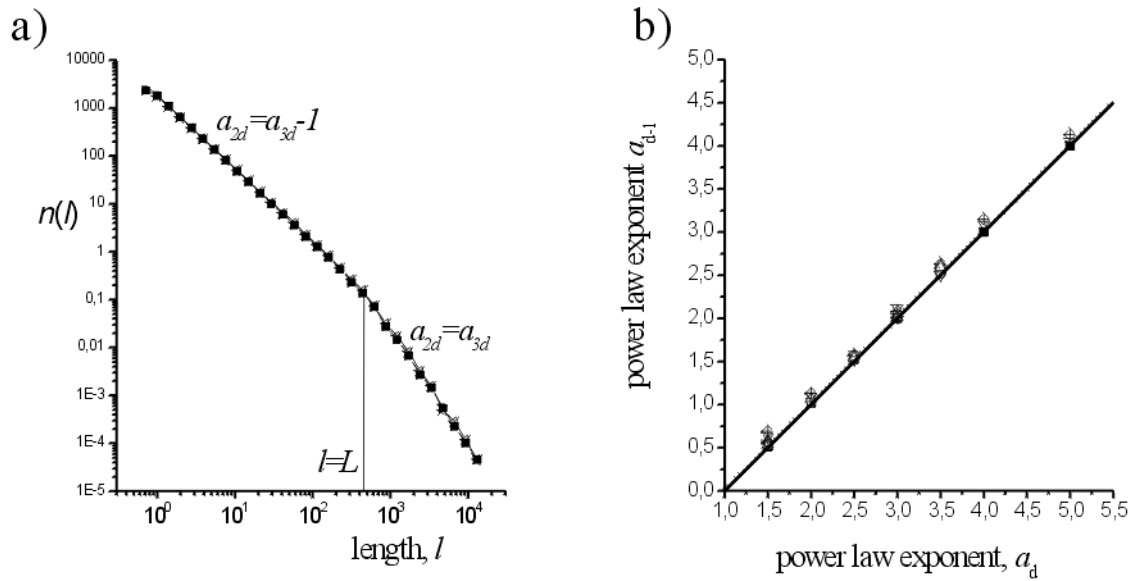 a)
10000
1000
100
10
1
0,1
0,01
1E-3
1E-4
1E-5
n(l)
a2d=a3d-1
a2d=a3d
l=L
10^0 10^1 10^2 10^3 10^4
length, l
b)
5,0
4,5
4,0
3,5
3,0
2,5
2,0
1,5
1,0
0,5
0,0
power law exponent a_d-1
1,0 1,5 2,0 2,5 3,0 3,5 4,0 4,5 5,0 5,5
power law exponent, a_d